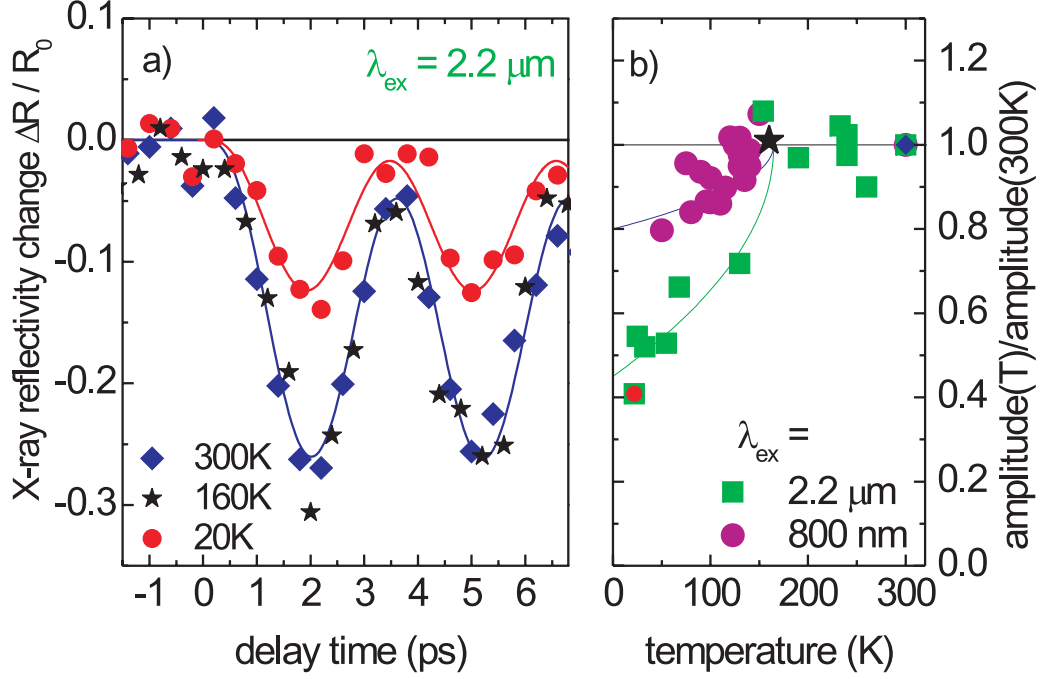 X-ray reflectivity change ΔR / R₀
0.1
0.0
-0.1
-0.2
-0.3
a)
λex = 2.2 μm
300K
160K
20K
-1 0 1 2 3 4 5 6
delay time (ps)
b)
λex =
2.2 μm
800 nm
0 100 200 300
temperature (K)
1.2
1.0
0.8
0.6
0.4
0.2
0.0
amplitude(T)/amplitude(300K)